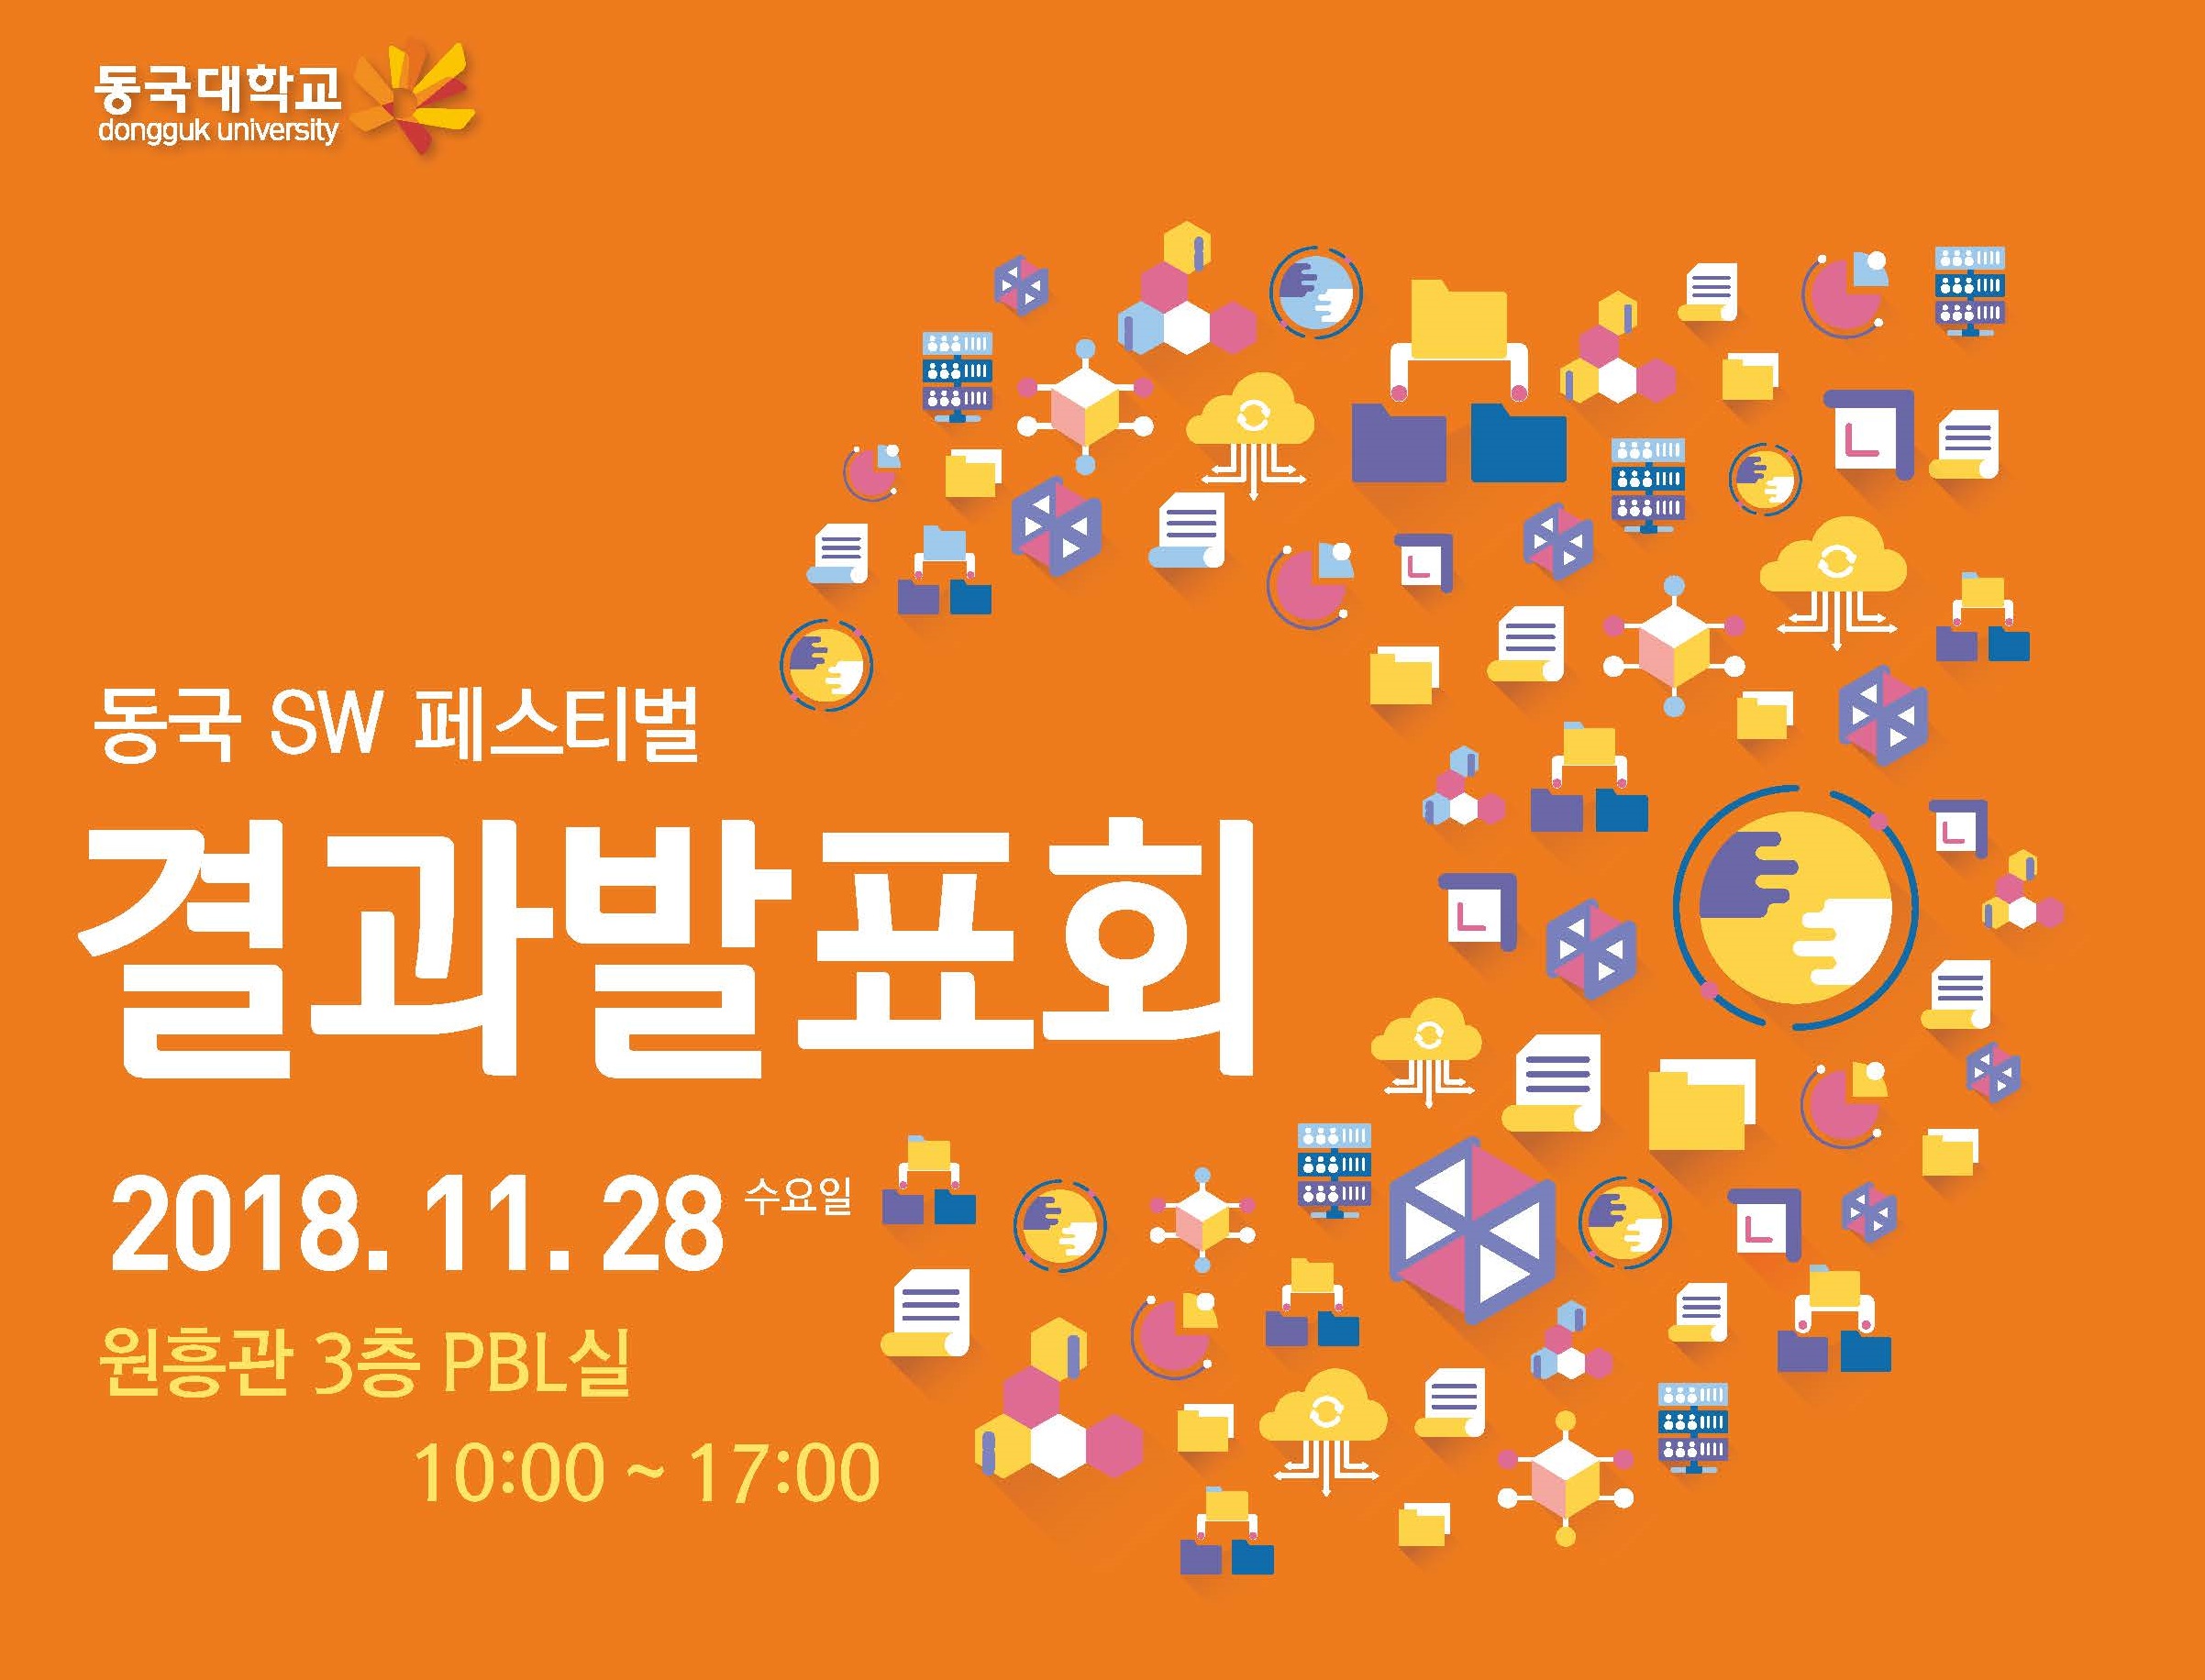 동국대학교
dongguk university
동국 SW 페스티벌
결과발표회
2018. 11. 28 수요일
원흥관 3층 PBL실
10:00 ~ 17:00